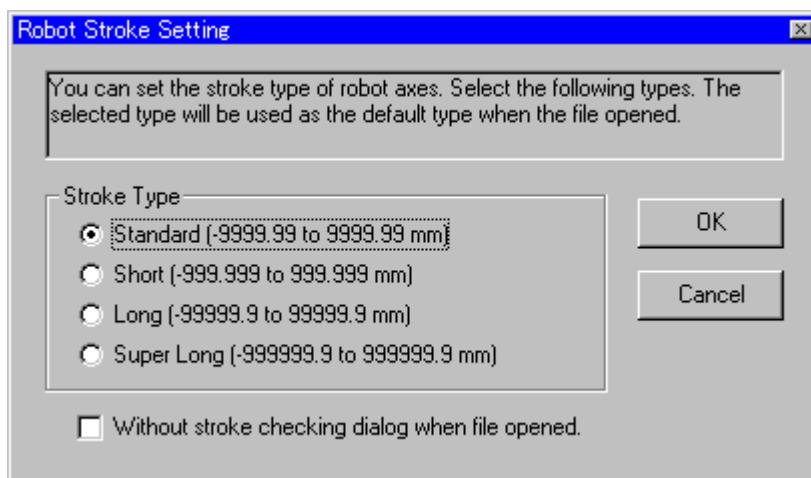 Robot Stroke Setting
You can set the stroke type of robot axes. Select the following types. The
selected type will be used as the default type when the file opened.
Stroke Type
Standard (-9999.99 to 9999.99 mm)
Short (-999.999 to 999.999 mm)
Long (-99999.9 to 99999.9 mm)
Super Long (-999999.9 to 999999.9 mm)
OK
Cancel
Without stroke checking dialog when file opened.